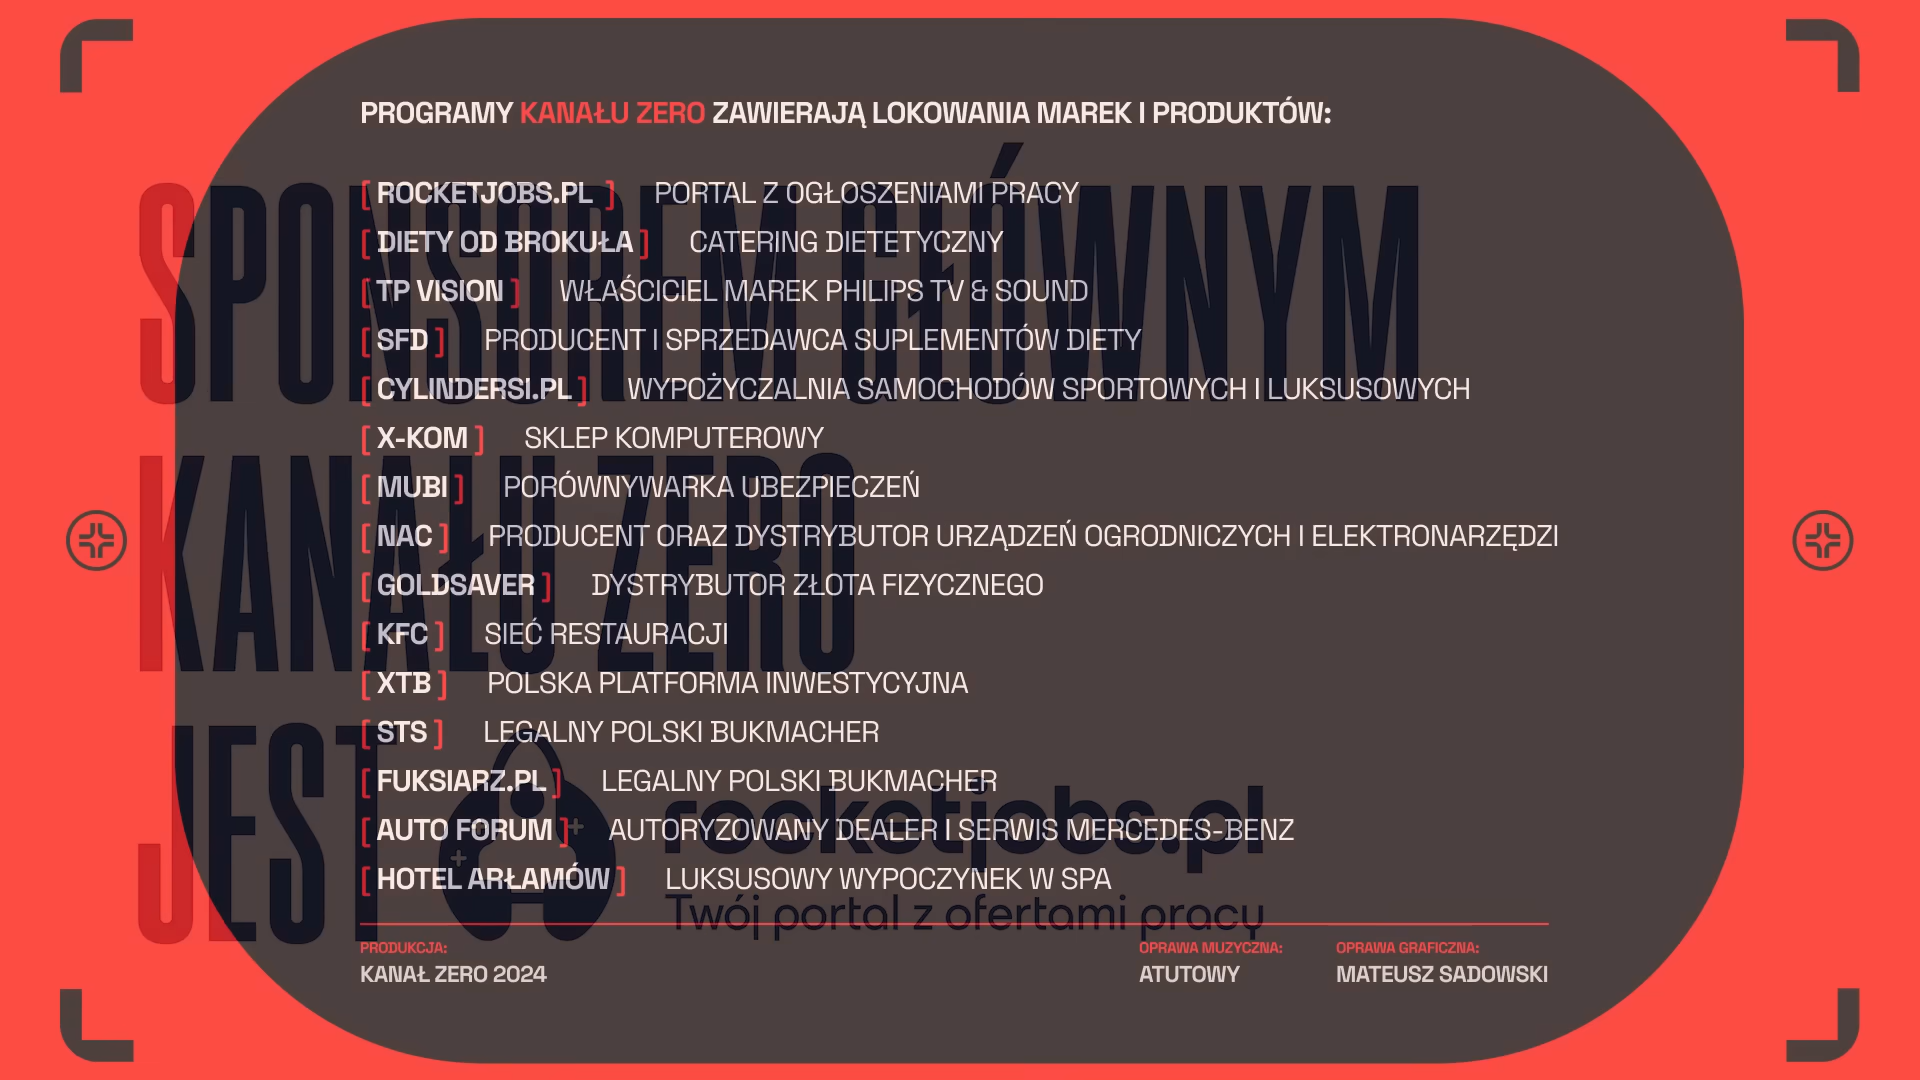 PROGRAMY KANAŁU ZERO ZAWIERAJĄ LOKOWANIA MAREK I PRODUKTÓW:
[ ROCKETJOBS.PL ] PORTAL Z OGŁOSZENIAMI PRACY
[ DIETY OD BROKUŁA ] CATERING DIETETYCZNY
[ TP VISION ] WŁAŚCICIEL MAREK PHILIPS TV & SOUND
[ SFD ] PRODUCENT I SPRZEDAWCA SUPLEMENTÓW DIETY
[ CYLINDERSI.PL ] WYPOŻYCZALNIA SAMOCHODÓW SPORTOWYCH I LUKSUSOWYCH
[ X-KOM ] SKLEP KOMPUTEROWY
[ MUBI ] PORÓWNYWARKA UBEZPIECZEŃ
[ NAC ] PRODUCENT ORAZ DYSTRYBUTOR URZĄDZEŃ OGRODNICZYCH I ELEKTRONARZĘDZI
[ GOLDSAVER ] DYSTRYBUTOR ZŁOTA FIZYCZNEGO
[ KFC ] SIEĆ RESTAURACJI
[ XTB ] POLSKA PLATFORMA INWESTYCYJNA
[ STS ] LEGALNY POLSKI BUKMACHER
[ FUKSIARZ.PL ] LEGALNY POLSKI BUKMACHER
[ AUTO FORUM ] AUTORYZOWANY DEALER I SERWIS MERCEDES-BENZ
[ HOTEL ARŁAMÓW ] LUKSUSOWY WYPOCZYNEK W SPA
PRODUKCJA:
KANAŁ ZERO 2024
OPRAWA MUZYCZNA:
ATUTOWY
OPRAWA GRAFICZNA:
MATEUSZ SADOWSKI
SPONSOREM GŁÓWNYM
KANAŁU ZERO
JEST
rocketjobs.pl
Twój portal z ofertami pracy